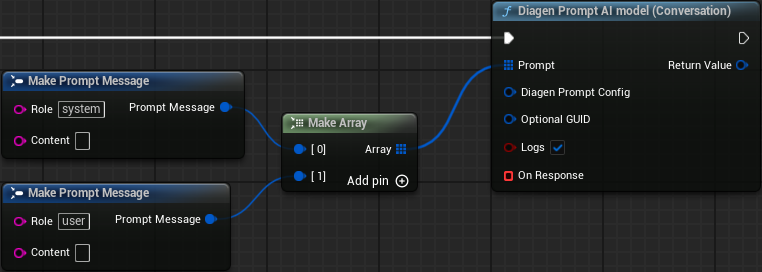 Diagen Prompt AI model (Conversation)
Prompt
Return Value
Diagen Prompt Config
Optional GUID
Logs
On Response
Make Prompt Message
Role system
Prompt Message
Content
Make Array
[ 0]
Array
[ 1]
Add pin
Make Prompt Message
Role user
Prompt Message
Content